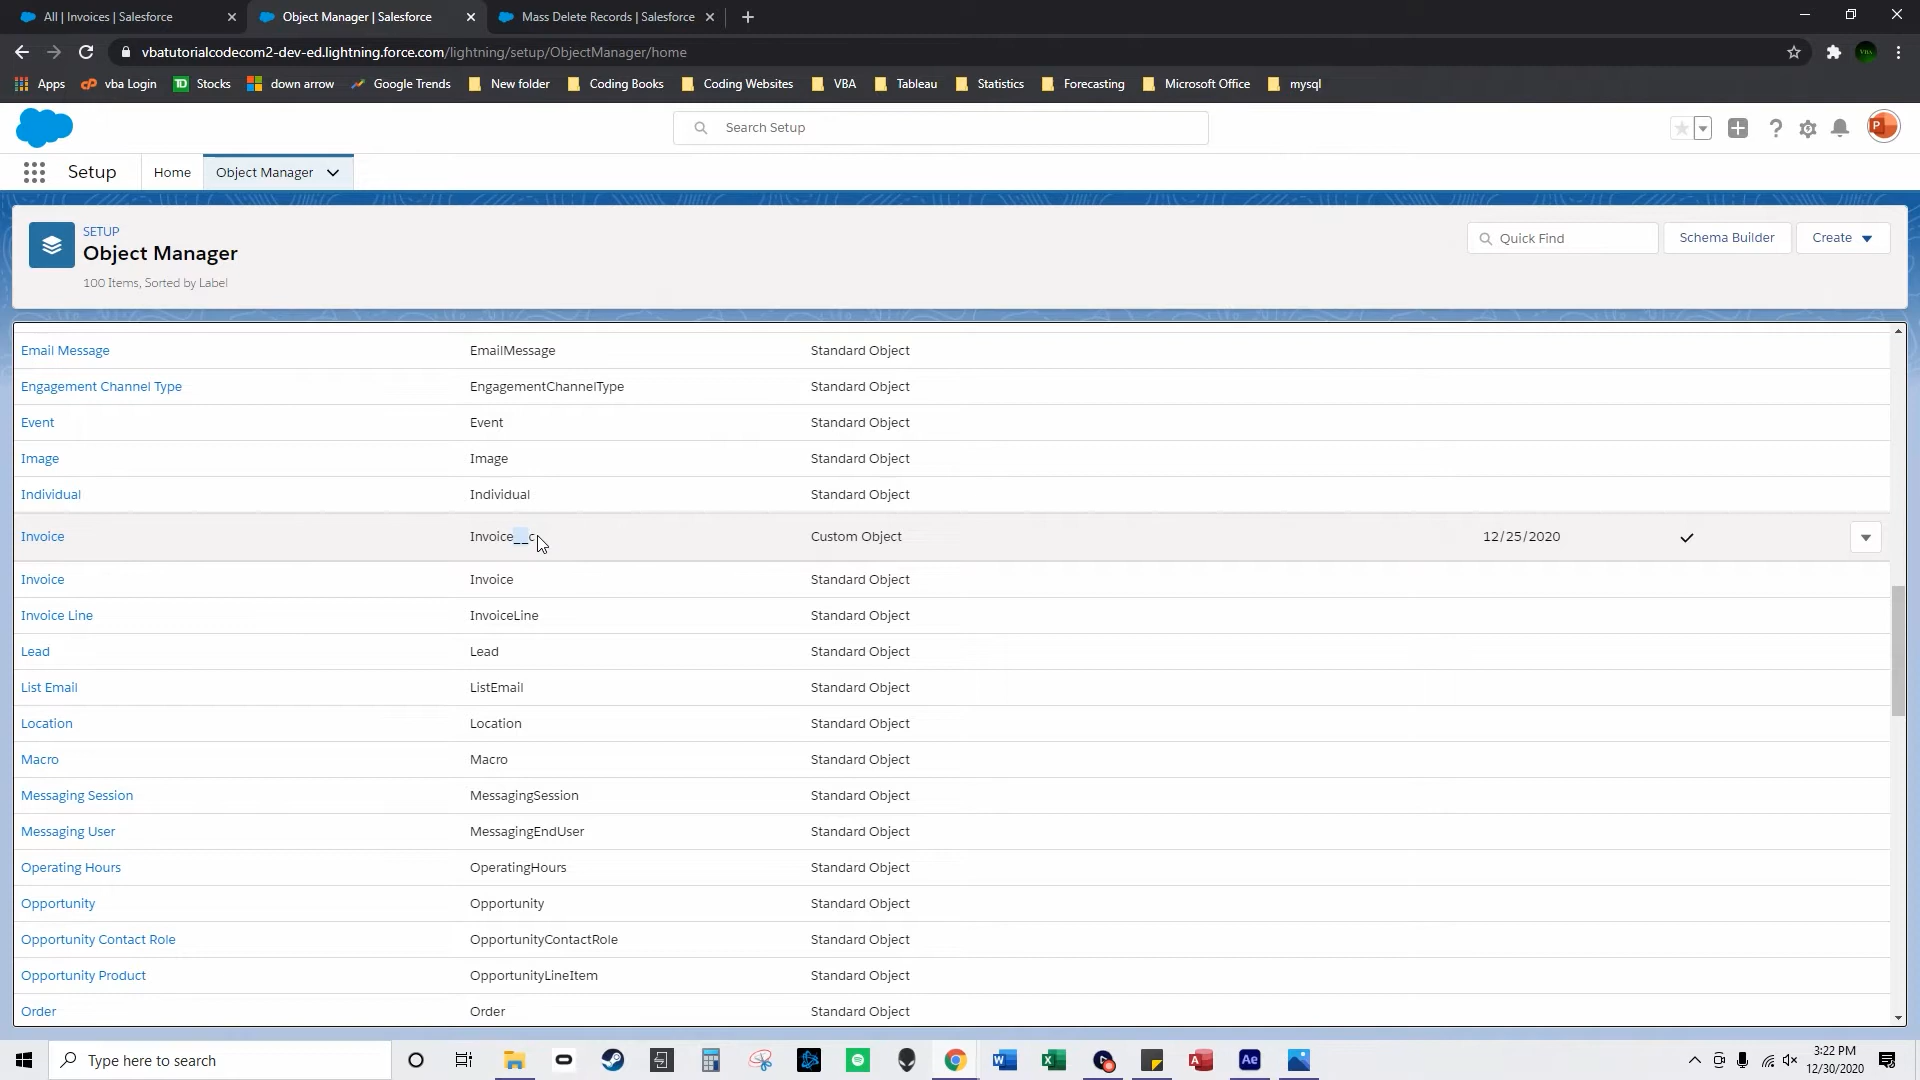 All | Invoices | Salesforce
Object Manager | Salesforce
Mass Delete Records | Salesforce
vbatutorialcodecom2-dev-ed.lightning.force.com/lightning/setup/ObjectManager/home
Apps
vba Login
Stocks
down arrow
Google Trends
New folder
Coding Books
Coding Websites
VBA
Tableau
Statistics
Forecasting
Microsoft Office
mysql
Search Setup
Setup
Home
Object Manager
SETUP
Object Manager
100 Items, Sorted by Label
Quick Find
Schema Builder
Create
Email Message EmailMessage Standard Object
Engagement Channel Type EngagementChannelType Standard Object
Event Event Standard Object
Image Image Standard Object
Individual Individual Standard Object
Invoice Invoice__c Custom Object 12/25/2020
Invoice Invoice Standard Object
Invoice Line InvoiceLine Standard Object
Lead Lead Standard Object
List Email ListEmail Standard Object
Location Location Standard Object
Macro Macro Standard Object
Messaging Session MessagingSession Standard Object
Messaging User MessagingEndUser Standard Object
Operating Hours OperatingHours Standard Object
Opportunity Opportunity Standard Object
Opportunity Contact Role OpportunityContactRole Standard Object
Opportunity Product OpportunityLineItem Standard Object
Order Order Standard Object
Type here to search
3:22 PM
12/30/2020